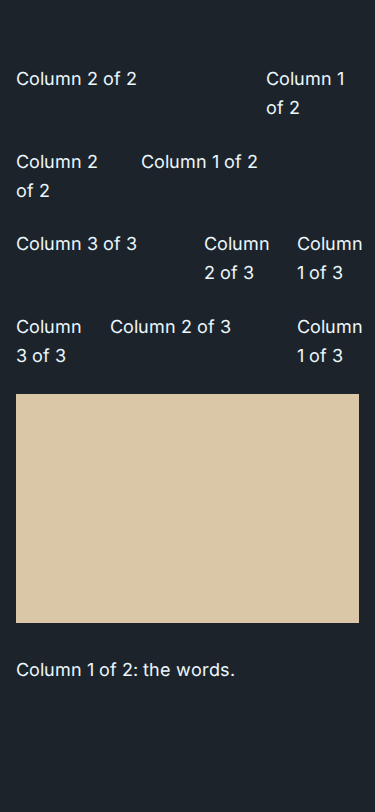 Column 2 of 2
Column 1
of 2
Column 2
of 2
Column 1 of 2
Column 3 of 3
Column
2 of 3
Column
1 of 3
Column
3 of 3
Column 2 of 3
Column
1 of 3
Column 1 of 2: the words.